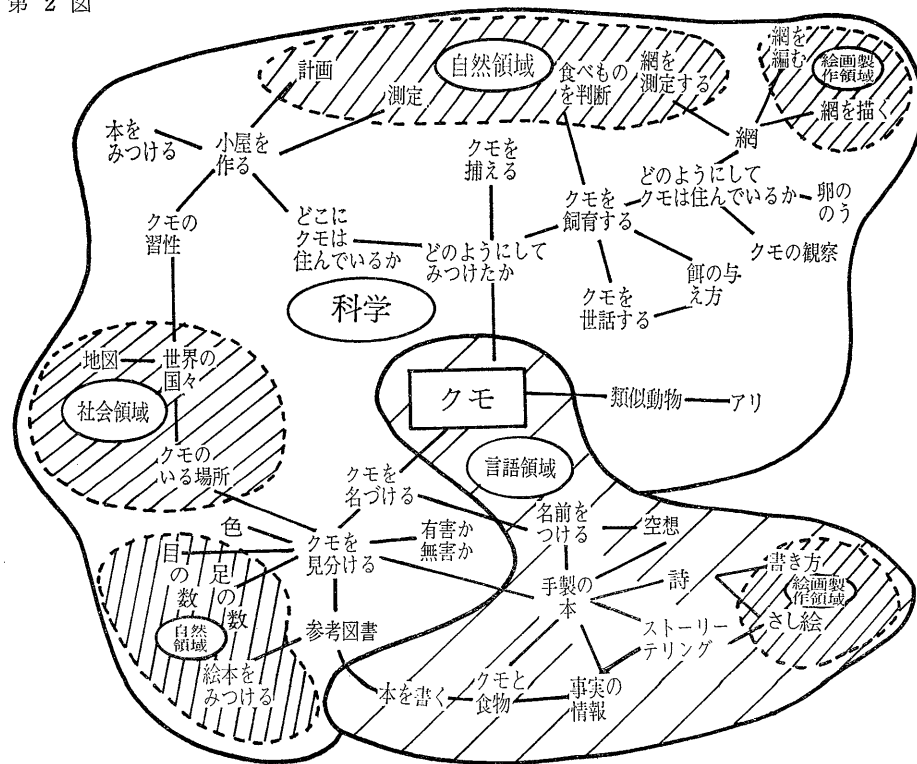 第 2 図
計画
自然領域
測定
食べもの
を判断
網を
測定する
網を
編む
絵画製
作領域
網を描く
本を
みつける
小屋を
作る
クモを
捕える
網
どのようにして
クモは住んでいるか
卵の
のう
クモの
習性
どこに
クモは
住んでいるか
どのようにして
みつけたか
クモを
飼育する
クモの観察
餌の与
え方
クモを
世話する
科学
地図
世界の
国々
社会領域
クモの
いる場所
クモ
類似動物
アリ
言語領域
クモを
名づける
名前を
つける
空想
色
目の数
足の数
クモを
見分ける
有害か
無害か
自然
領域
絵本を
みつける
参考図書
手製の
本
詩
書き方
絵画製
作領域
さし絵
ストーリー
テリング
本を書く
クモと
食物
事実の
情報